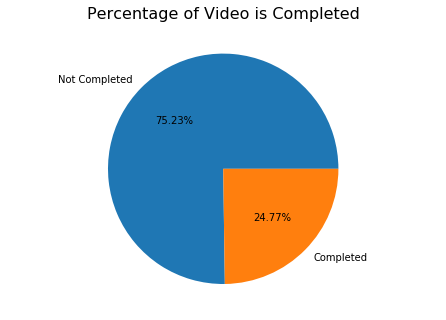 Percentage of Video is Completed
Not Completed
75.23%
24.77%
Completed